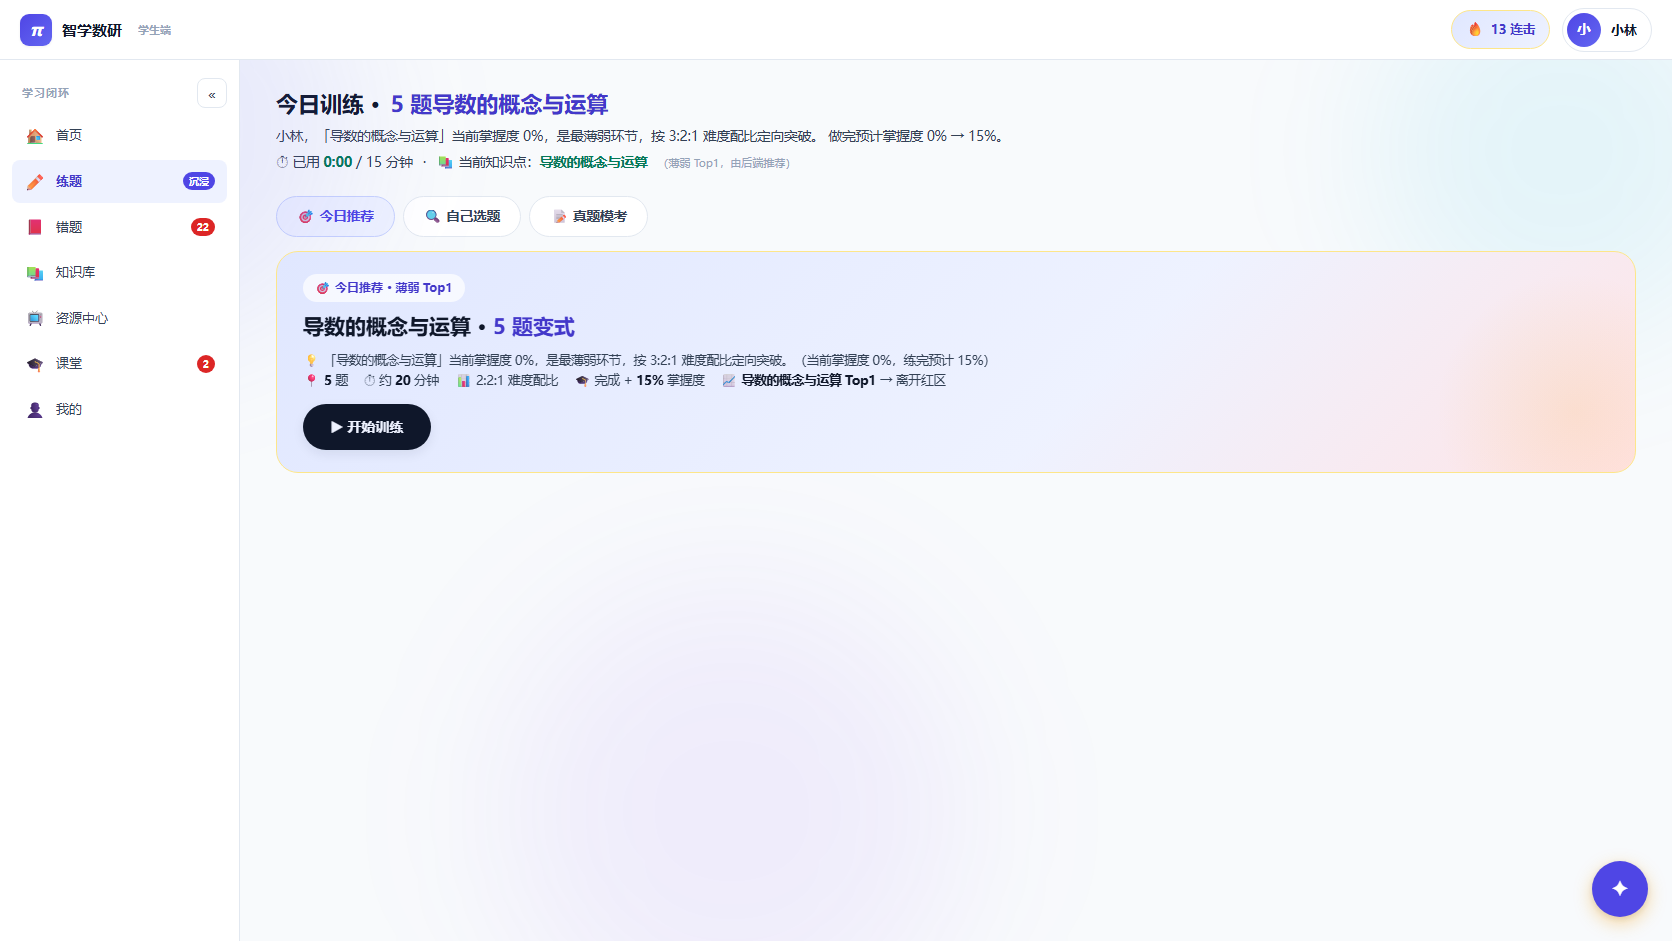 π 智学数研 学生端
🔥 13 连击
小 小林
学习闭环 «
首页
练题 沉浸
错题 22
知识库
资源中心
课堂 2
我的
今日训练 • 5 题导数的概念与运算
小林，「导数的概念与运算」当前掌握度 0%，是最薄弱环节，按 3:2:1 难度配比定向突破。 做完预计掌握度 0% → 15%。
⏱ 已用 0:00 / 15 分钟 · 📚 当前知识点：导数的概念与运算 （薄弱 Top1，由后端推荐）
🎯 今日推荐
🔍 自己选题
📝 真题模考
🎯 今日推荐 • 薄弱 Top1
导数的概念与运算 • 5 题变式
💡 「导数的概念与运算」当前掌握度 0%，是最薄弱环节，按 3:2:1 难度配比定向突破。（当前掌握度 0%，练完预计 15%）
📍 5 题 ⏱ 约 20 分钟 📊 2:2:1 难度配比 🎓 完成 + 15% 掌握度 📈 导数的概念与运算 Top1 → 离开红区
▶ 开始训练